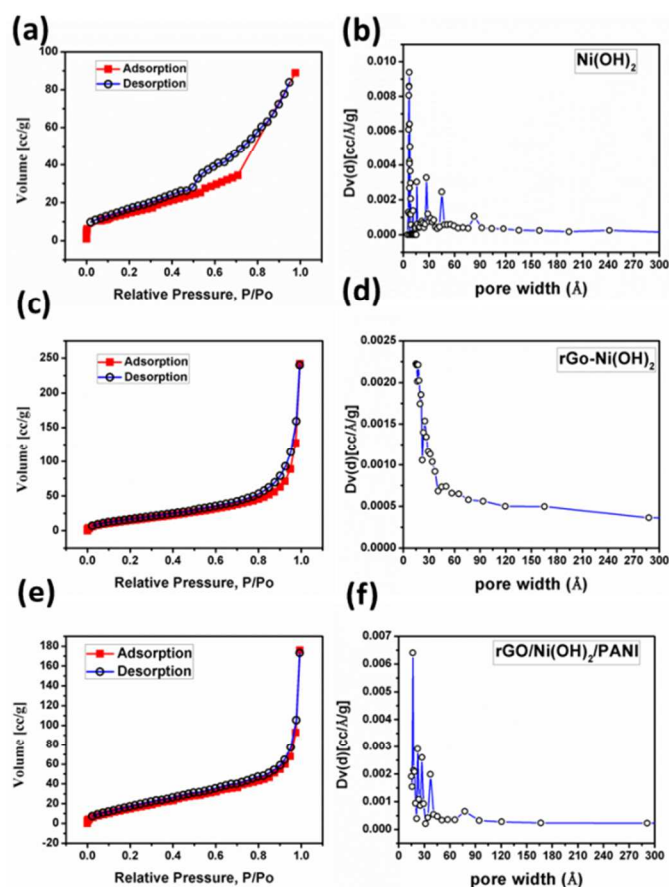 (a)
100
80
60
40
20
0
Volume [cc/g]
Adsorption
Desorption
0.0 0.2 0.4 0.6 0.8 1.0
Relative Pressure, P/Po
(b)
0.010
0.008
0.006
0.004
0.002
0.000
Dv(d)[cc/Å/g]
Ni(OH)2
0 30 60 90 120 150 180 210 240 270 300
pore width (Å)
(c)
250
200
150
100
50
0
Volume [cc/g]
Adsorption
Desorption
0.0 0.2 0.4 0.6 0.8 1.0
Relative Pressure, P/Po
(d)
0.0025
0.0020
0.0015
0.0010
0.0005
0.0000
Dv(d)[cc/Å/g]
rGo-Ni(OH)2
0 30 60 90 120 150 180 210 240 270 300
pore width (Å)
(e)
180
160
140
120
100
80
60
40
20
0
-20
Volume [cc/g]
Adsorption
Desorption
0.0 0.2 0.4 0.6 0.8 1.0
Relative Pressure, P/Po
(f)
0.007
0.006
0.005
0.004
0.003
0.002
0.001
0.000
Dv(d)[cc/Å/g]
rGO/Ni(OH)2/PANI
0 30 60 90 120 150 180 210 240 270 300
pore width (Å)